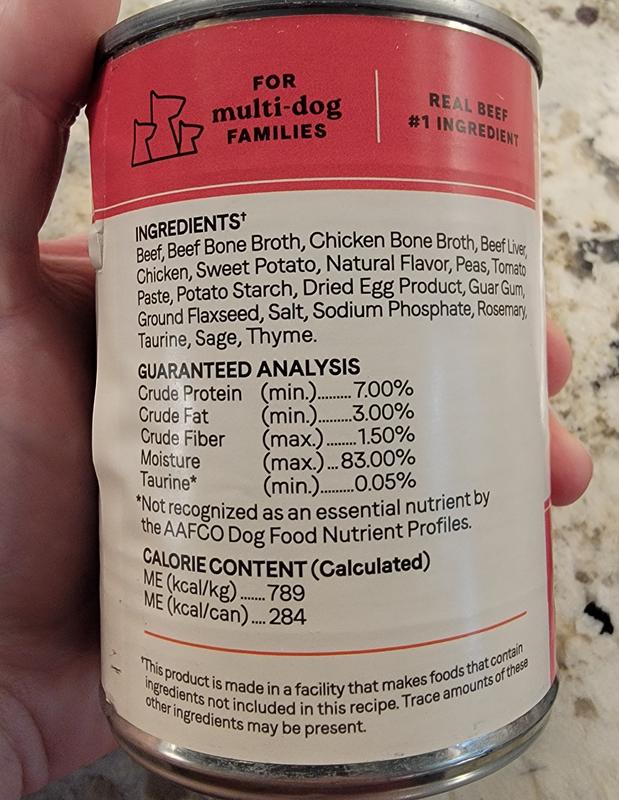 FOR
multi-dog
FAMILIES
REAL BEEF
#1 INGREDIENT
INGREDIENTS†
Beef, Beef Bone Broth, Chicken Bone Broth, Beef Liver,
Chicken, Sweet Potato, Natural Flavor, Peas, Tomato
Paste, Potato Starch, Dried Egg Product, Guar Gum,
Ground Flaxseed, Salt, Sodium Phosphate, Rosemary,
Taurine, Sage, Thyme.
GUARANTEED ANALYSIS
Crude Protein (min.).........7.00%
Crude Fat (min.).........3.00%
Crude Fiber (max.)........1.50%
Moisture (max.)...83.00%
Taurine* (min.).........0.05%
*Not recognized as an essential nutrient by
the AAFCO Dog Food Nutrient Profiles.
CALORIE CONTENT (Calculated)
ME (kcal/kg).......789
ME (kcal/can)....284
†This product is made in a facility that makes foods that contain
ingredients not included in this recipe. Trace amounts of these
other ingredients may be present.